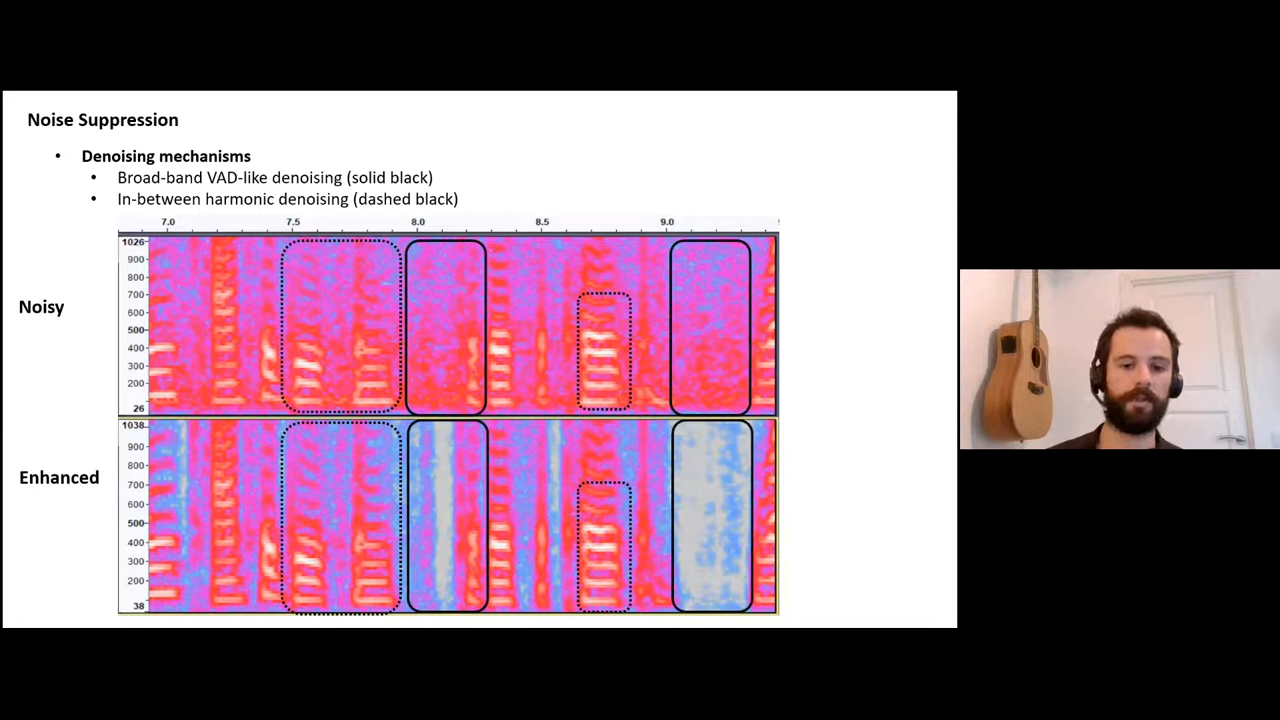 Noise Suppression
• Denoising mechanisms
• Broad-band VAD-like denoising (solid black)
• In-between harmonic denoising (dashed black)
7.0 7.5 8.0 8.5 9.0
Noisy
1026
900
800
700
600
500
400
300
200
26
Enhanced
1038
900
800
700
600
500
400
300
200
38